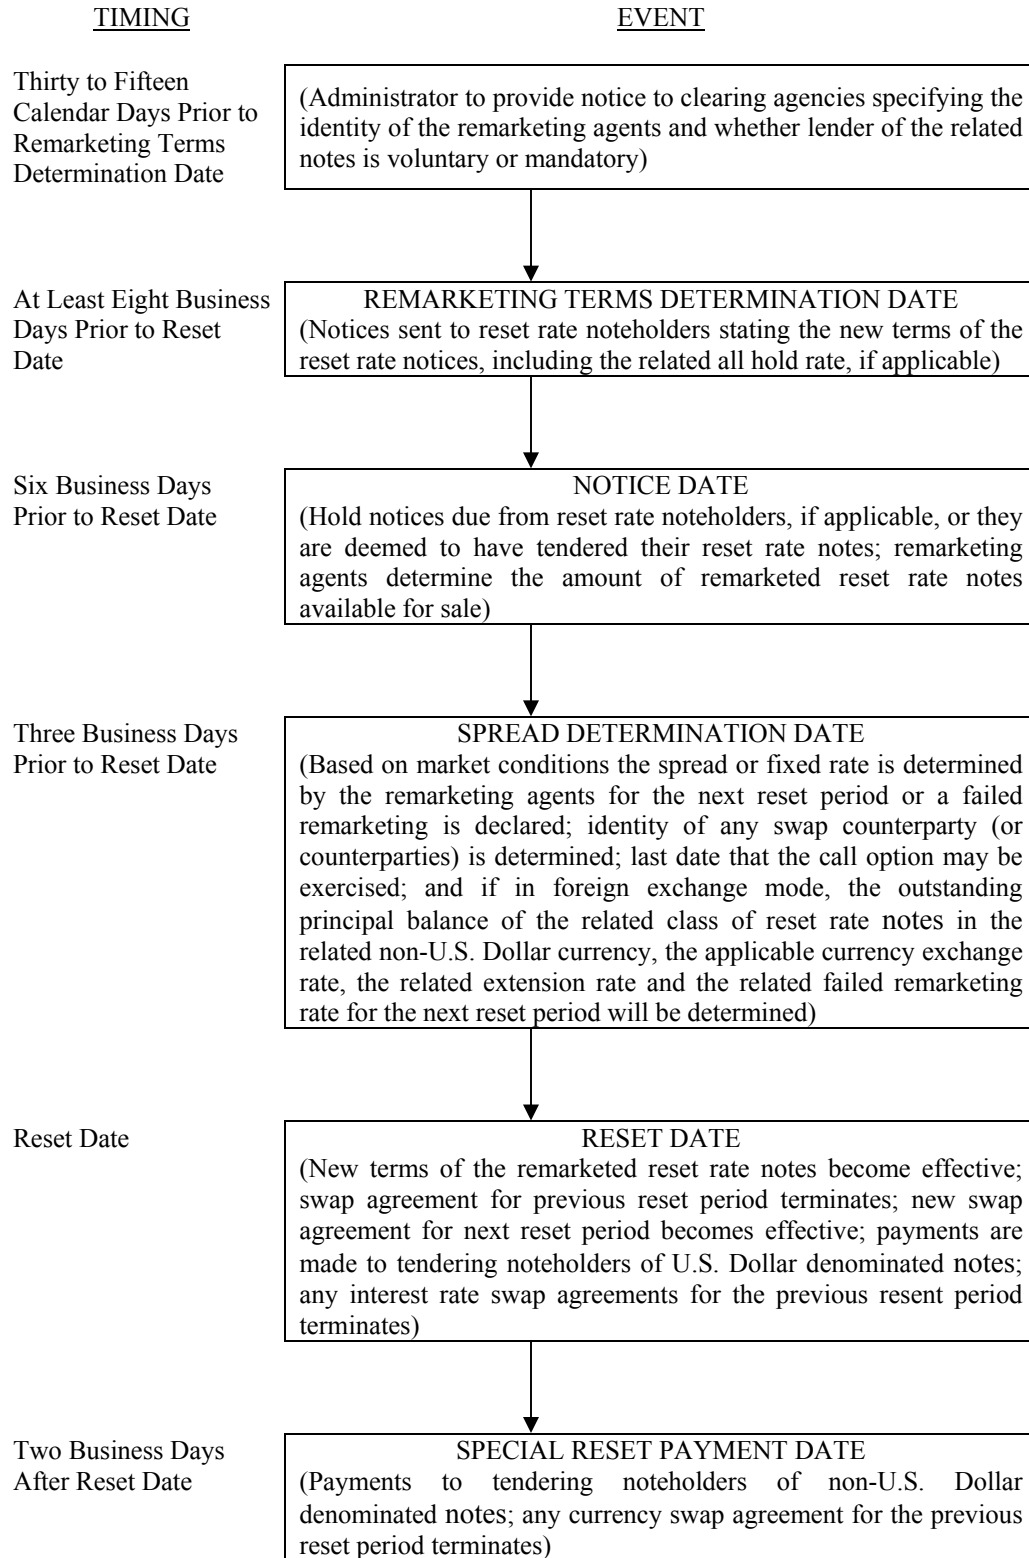 TIMING
EVENT
Thirty to Fifteen
Calendar Days Prior to
Remarketing Terms
Determination Date
(Administrator to provide notice to clearing agencies specifying the
identity of the remarketing agents and whether lender of the related
notes is voluntary or mandatory)
At Least Eight Business
Days Prior to Reset
Date
REMARKETING TERMS DETERMINATION DATE
(Notices sent to reset rate noteholders stating the new terms of the
reset rate notices, including the related all hold rate, if applicable)
Six Business Days
Prior to Reset Date
NOTICE DATE
(Hold notices due from reset rate noteholders, if applicable, or they
are deemed to have tendered their reset rate notes; remarketing
agents determine the amount of remarketed reset rate notes
available for sale)
Three Business Days
Prior to Reset Date
SPREAD DETERMINATION DATE
(Based on market conditions the spread or fixed rate is determined
by the remarketing agents for the next reset period or a failed
remarketing is declared; identity of any swap counterparty (or
counterparties) is determined; last date that the call option may be
exercised; and if in foreign exchange mode, the outstanding
principal balance of the related class of reset rate notes in the
related non-U.S. Dollar currency, the applicable currency exchange
rate, the related extension rate and the related failed remarketing
rate for the next reset period will be determined)
Reset Date
RESET DATE
(New terms of the remarketed reset rate notes become effective;
swap agreement for previous reset period terminates; new swap
agreement for next reset period becomes effective; payments are
made to tendering noteholders of U.S. Dollar denominated notes;
any interest rate swap agreements for the previous resent period
terminates)
Two Business Days
After Reset Date
SPECIAL RESET PAYMENT DATE
(Payments to tendering noteholders of non-U.S. Dollar
denominated notes; any currency swap agreement for the previous
reset period terminates)